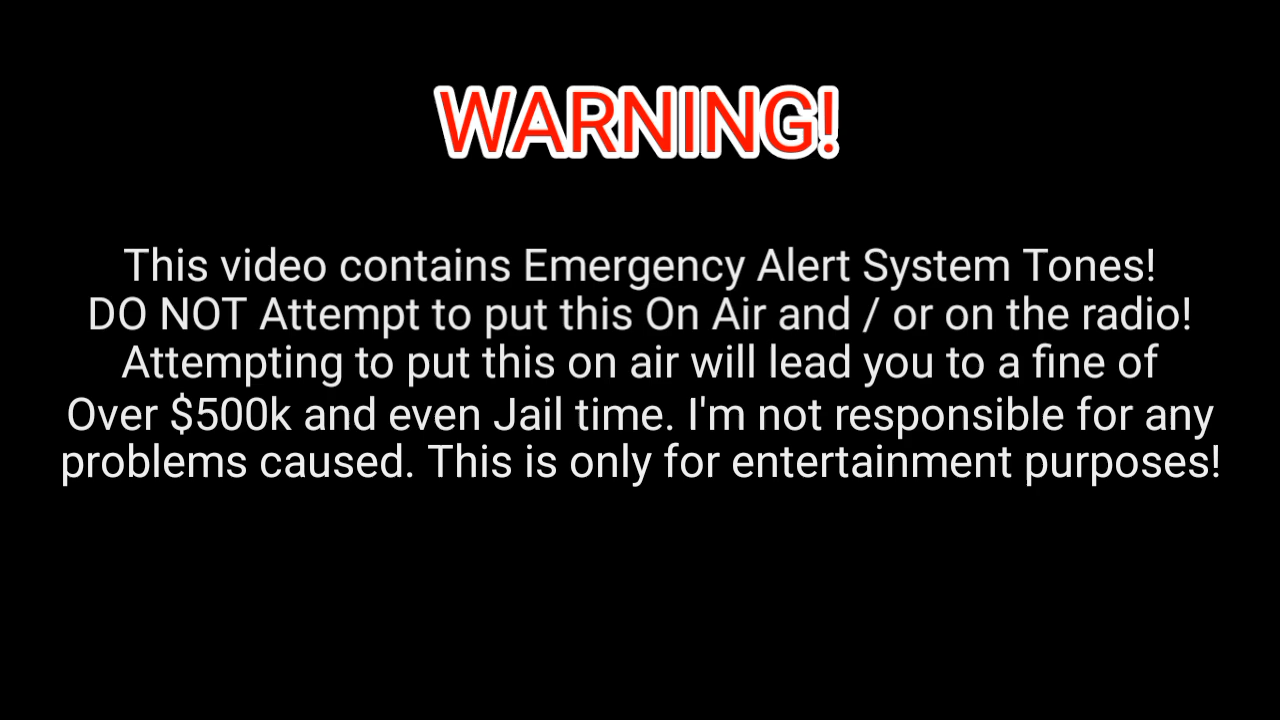 WARNING!
This video contains Emergency Alert System Tones!
DO NOT Attempt to put this On Air and / or on the radio!
Attempting to put this on air will lead you to a fine of
Over $500k and even Jail time. I'm not responsible for any
problems caused. This is only for entertainment purposes!